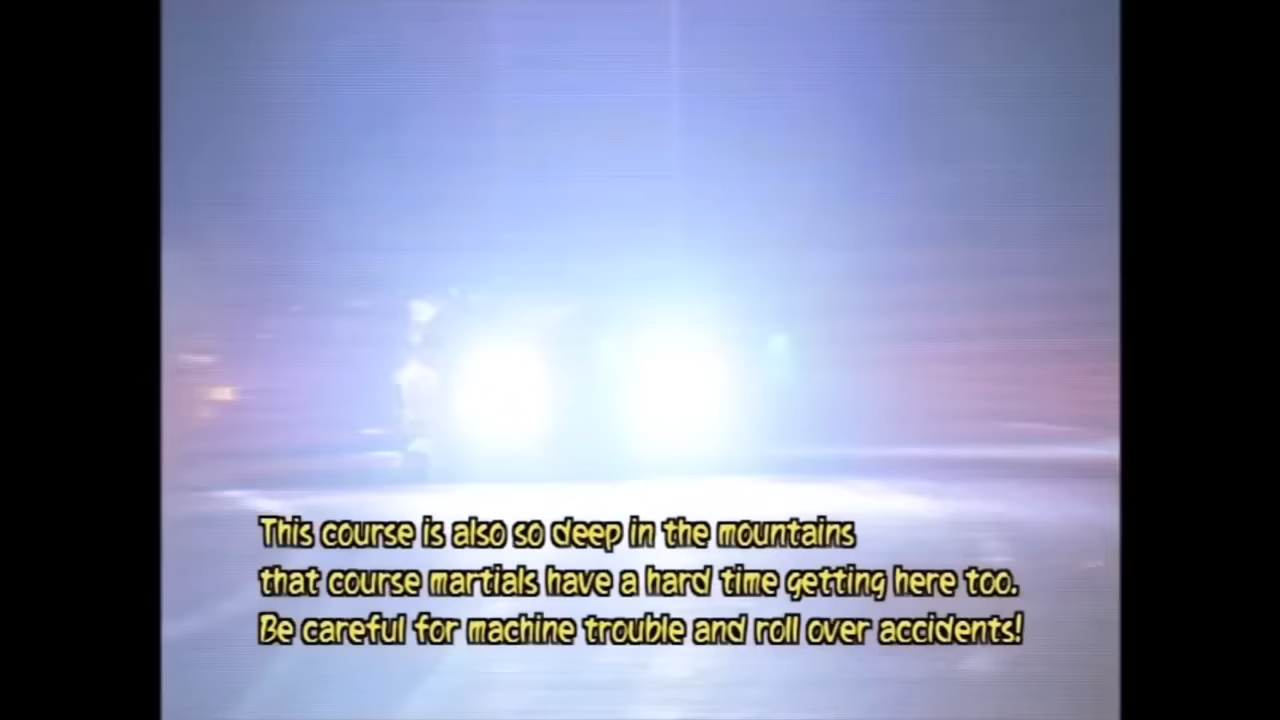 This course is also so deep in the mountains
that course martials have a hard time getting here too.
Be careful for machine trouble and roll over accidents!